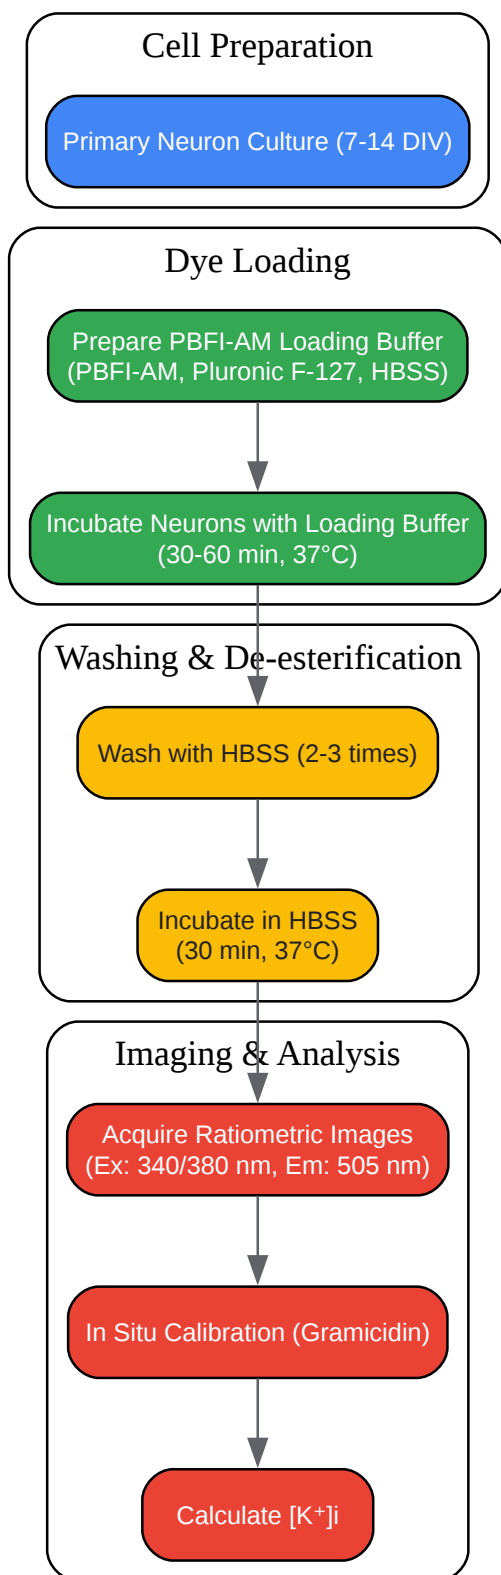 Cell Preparation
Primary Neuron Culture (7-14 DIV)
Dye Loading
Prepare PBFI-AM Loading Buffer
(PBFI-AM, Pluronic F-127, HBSS)
Incubate Neurons with Loading Buffer
(30-60 min, 37°C)
Washing & De-esterification
Wash with HBSS (2-3 times)
Incubate in HBSS
(30 min, 37°C)
Imaging & Analysis
Acquire Ratiometric Images
(Ex: 340/380 nm, Em: 505 nm)
In Situ Calibration (Gramicidin)
Calculate [K⁺]i